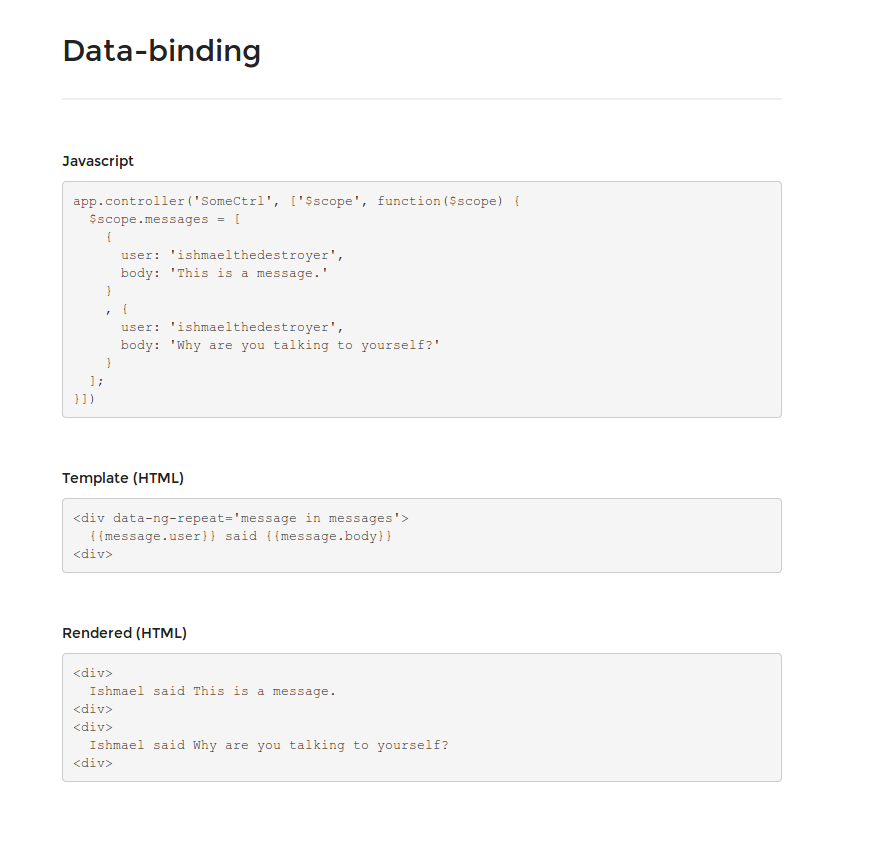 Data-binding
Javascript
app.controller('SomeCtrl', ['$scope', function($scope) {
  $scope.messages = [
    {
      user: 'ishmaelthedestroyer',
      body: 'This is a message.'
    }
    , {
      user: 'ishmaelthedestroyer',
      body: 'Why are you talking to yourself?'
    }
  ];
}])
Template (HTML)
<div data-ng-repeat='message in messages'>
  {{message.user}} said {{message.body}}
<div>
Rendered (HTML)
<div>
  Ishmael said This is a message.
<div>
<div>
  Ishmael said Why are you talking to yourself?
<div>